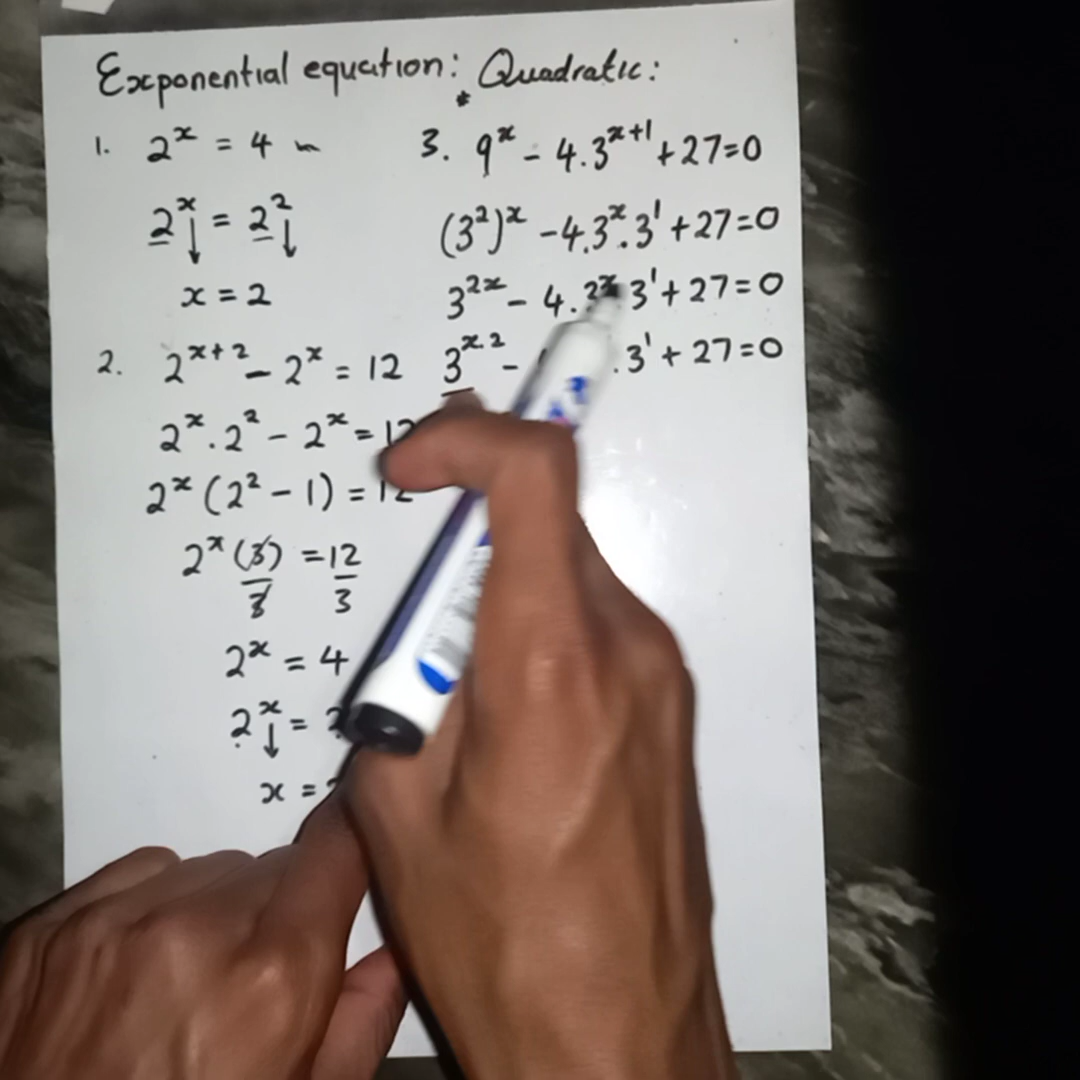 Exponential equation: Quadratic:
1. 2^x = 4
2^x = 2^2
x = 2
2. 2^(x+2) - 2^x = 12
2^x . 2^2 - 2^x = 12
2^x (2^2 - 1) = 12
2^x (3) = 12
3 3
2^x = 4
2^x =
x =
3. 9^x - 4.3^(x+1) + 27 = 0
(3^2)^x - 4.3^x . 3^1 + 27 = 0
3^(2x) - 4. 3^1 + 27 = 0
3^(x.2) - . 3^1 + 27 = 0